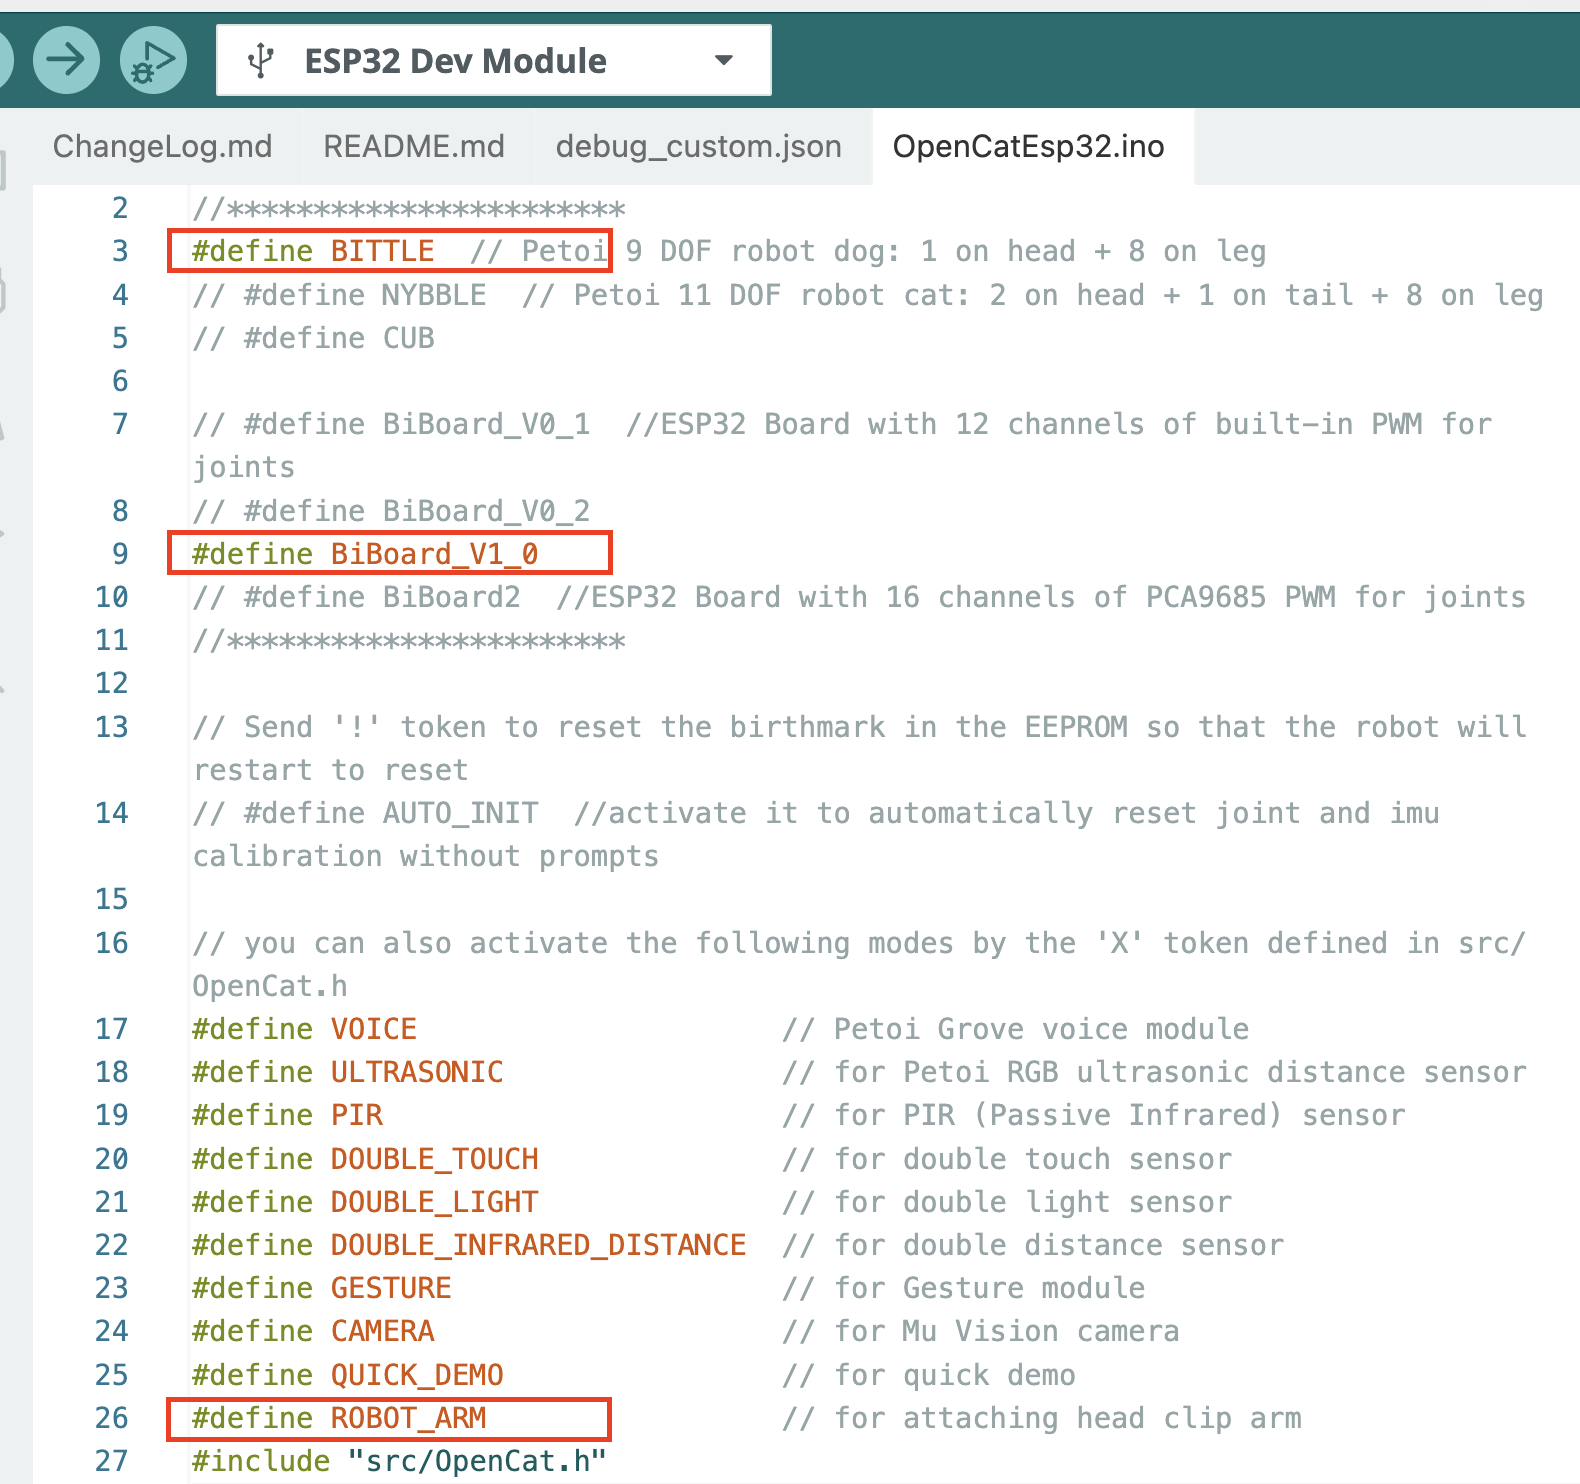 ESP32 Dev Module
ChangeLog.md README.md debug_custom.json OpenCatEsp32.ino
2 //***********************
3 #define BITTLE // Petoi 9 DOF robot dog: 1 on head + 8 on leg
4 // #define NYBBLE // Petoi 11 DOF robot cat: 2 on head + 1 on tail + 8 on leg
5 // #define CUB
6
7 // #define BiBoard_V0_1 //ESP32 Board with 12 channels of built-in PWM for
joints
8 // #define BiBoard_V0_2
9 #define BiBoard_V1_0
10 // #define BiBoard2 //ESP32 Board with 16 channels of PCA9685 PWM for joints
11 //***********************
12
13 // Send '!' token to reset the birthmark in the EEPROM so that the robot will
restart to reset
14 // #define AUTO_INIT //activate it to automatically reset joint and imu
calibration without prompts
15
16 // you can also activate the following modes by the 'X' token defined in src/
OpenCat.h
17 #define VOICE // Petoi Grove voice module
18 #define ULTRASONIC // for Petoi RGB ultrasonic distance sensor
19 #define PIR // for PIR (Passive Infrared) sensor
20 #define DOUBLE_TOUCH // for double touch sensor
21 #define DOUBLE_LIGHT // for double light sensor
22 #define DOUBLE_INFRARED_DISTANCE // for double distance sensor
23 #define GESTURE // for Gesture module
24 #define CAMERA // for Mu Vision camera
25 #define QUICK_DEMO // for quick demo
26 #define ROBOT_ARM // for attaching head clip arm
27 #include "src/OpenCat.h"